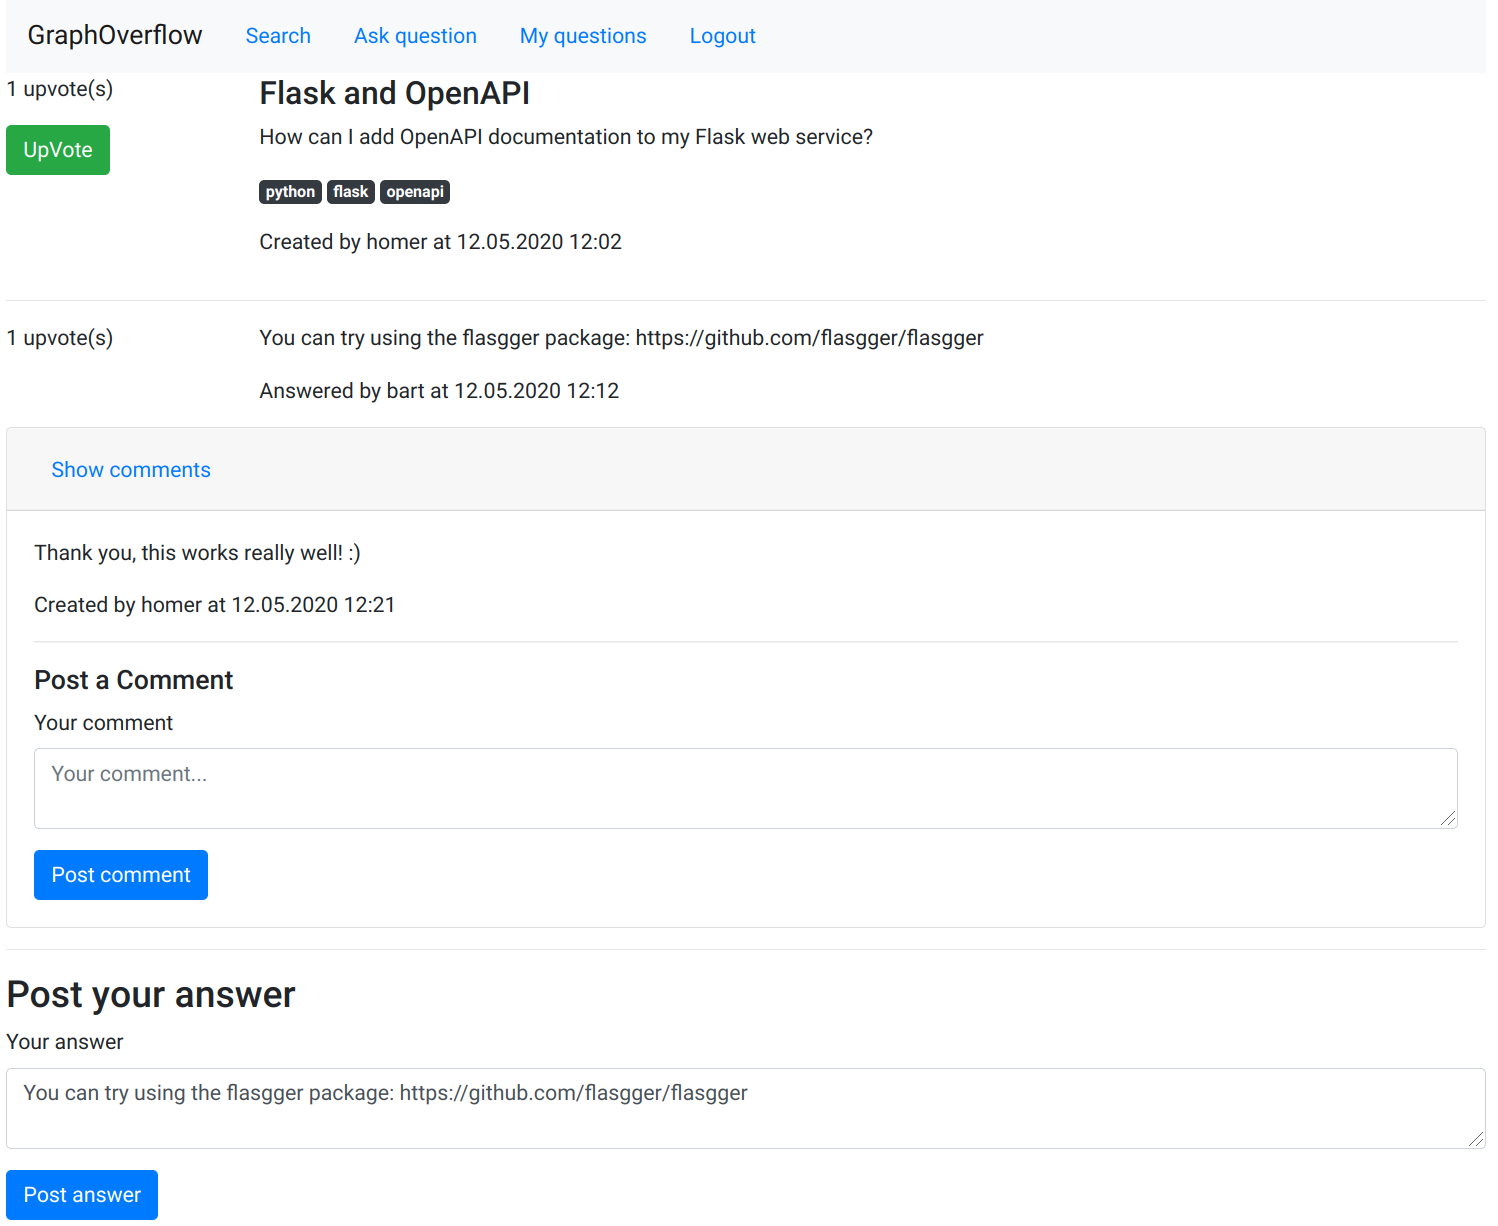 GraphOverflow Search Ask question My questions Logout
1 upvote(s)
UpVote
Flask and OpenAPI
How can I add OpenAPI documentation to my Flask web service?
python flask openapi
Created by homer at 12.05.2020 12:02
1 upvote(s)
You can try using the flasgger package: https://github.com/flasgger/flasgger
Answered by bart at 12.05.2020 12:12
Show comments
Thank you, this works really well! :)
Created by homer at 12.05.2020 12:21
Post a Comment
Your comment
Your comment...
Post comment
Post your answer
Your answer
You can try using the flasgger package: https://github.com/flasgger/flasgger
Post answer